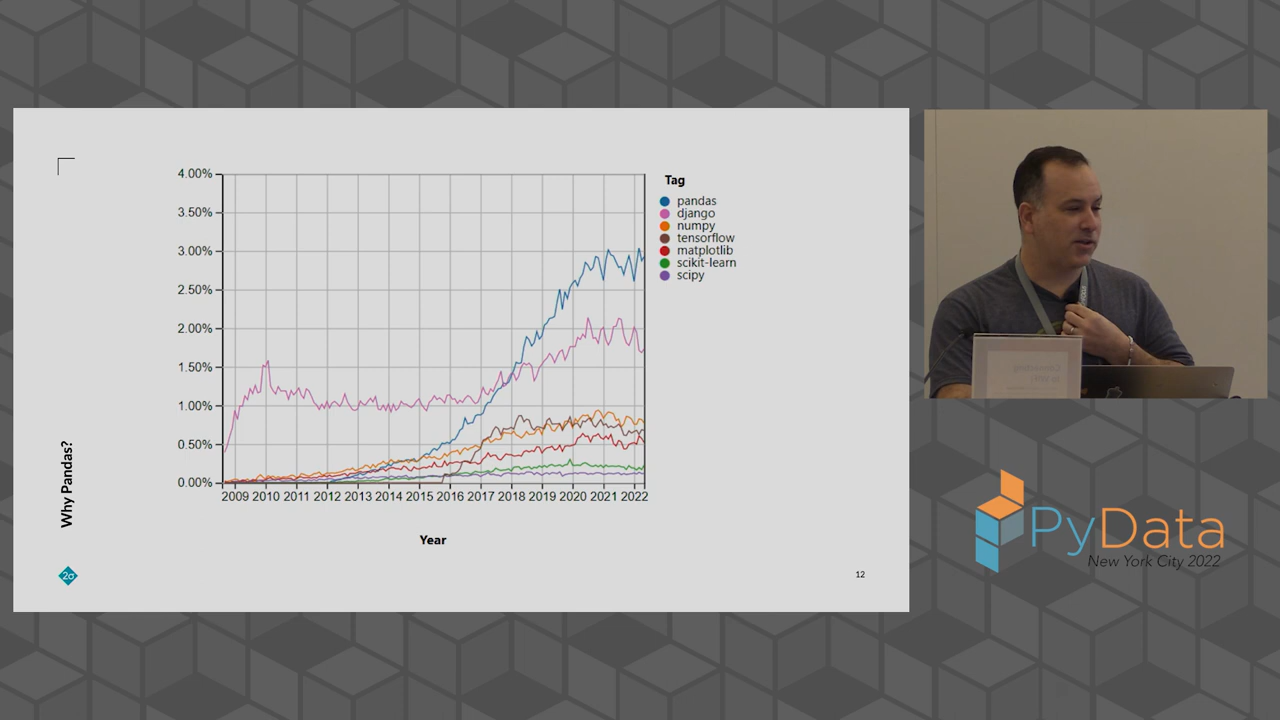 Why Pandas?
4.00%
3.50%
3.00%
2.50%
2.00%
1.50%
1.00%
0.50%
0.00%
2009 2010 2011 2012 2013 2014 2015 2016 2017 2018 2019 2020 2021 2022
Year
Tag
pandas
django
numpy
tensorflow
matplotlib
scikit-learn
scipy
2σ
12
PyData
New York City 2022